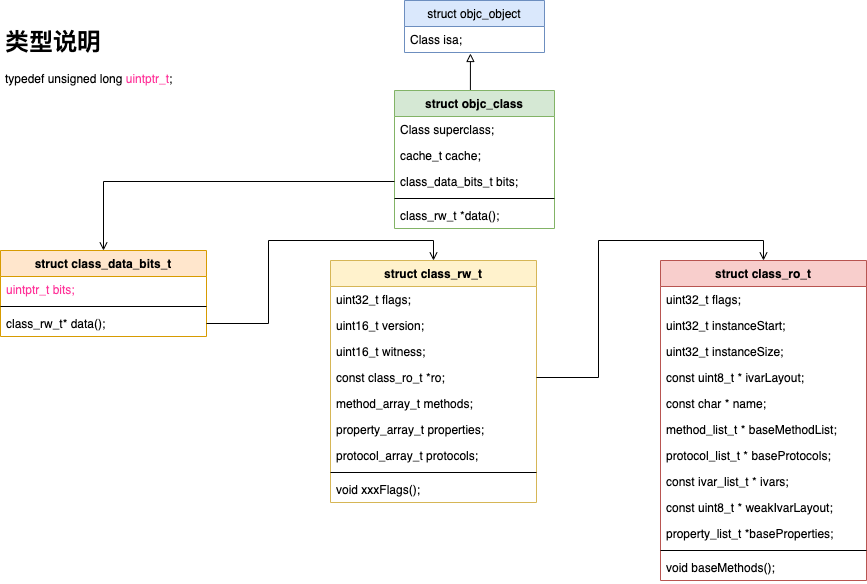 类型说明
typedef unsigned long uintptr_t;
struct objc_object
Class isa;
struct objc_class
Class superclass;
cache_t cache;
class_data_bits_t bits;
class_rw_t *data();
struct class_data_bits_t
uintptr_t bits;
class_rw_t* data();
struct class_rw_t
uint32_t flags;
uint16_t version;
uint16_t witness;
const class_ro_t *ro;
method_array_t methods;
property_array_t properties;
protocol_array_t protocols;
void xxxFlags();
struct class_ro_t
uint32_t flags;
uint32_t instanceStart;
uint32_t instanceSize;
const uint8_t * ivarLayout;
const char * name;
method_list_t * baseMethodList;
protocol_list_t * baseProtocols;
const ivar_list_t * ivars;
const uint8_t * weakIvarLayout;
property_list_t *baseProperties;
void baseMethods();